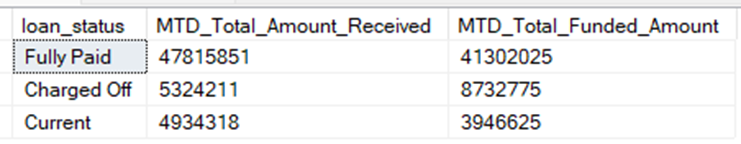 loan_status MTD_Total_Amount_Received MTD_Total_Funded_Amount
Fully Paid 47815851 41302025
Charged Off 5324211 8732775
Current 4934318 3946625